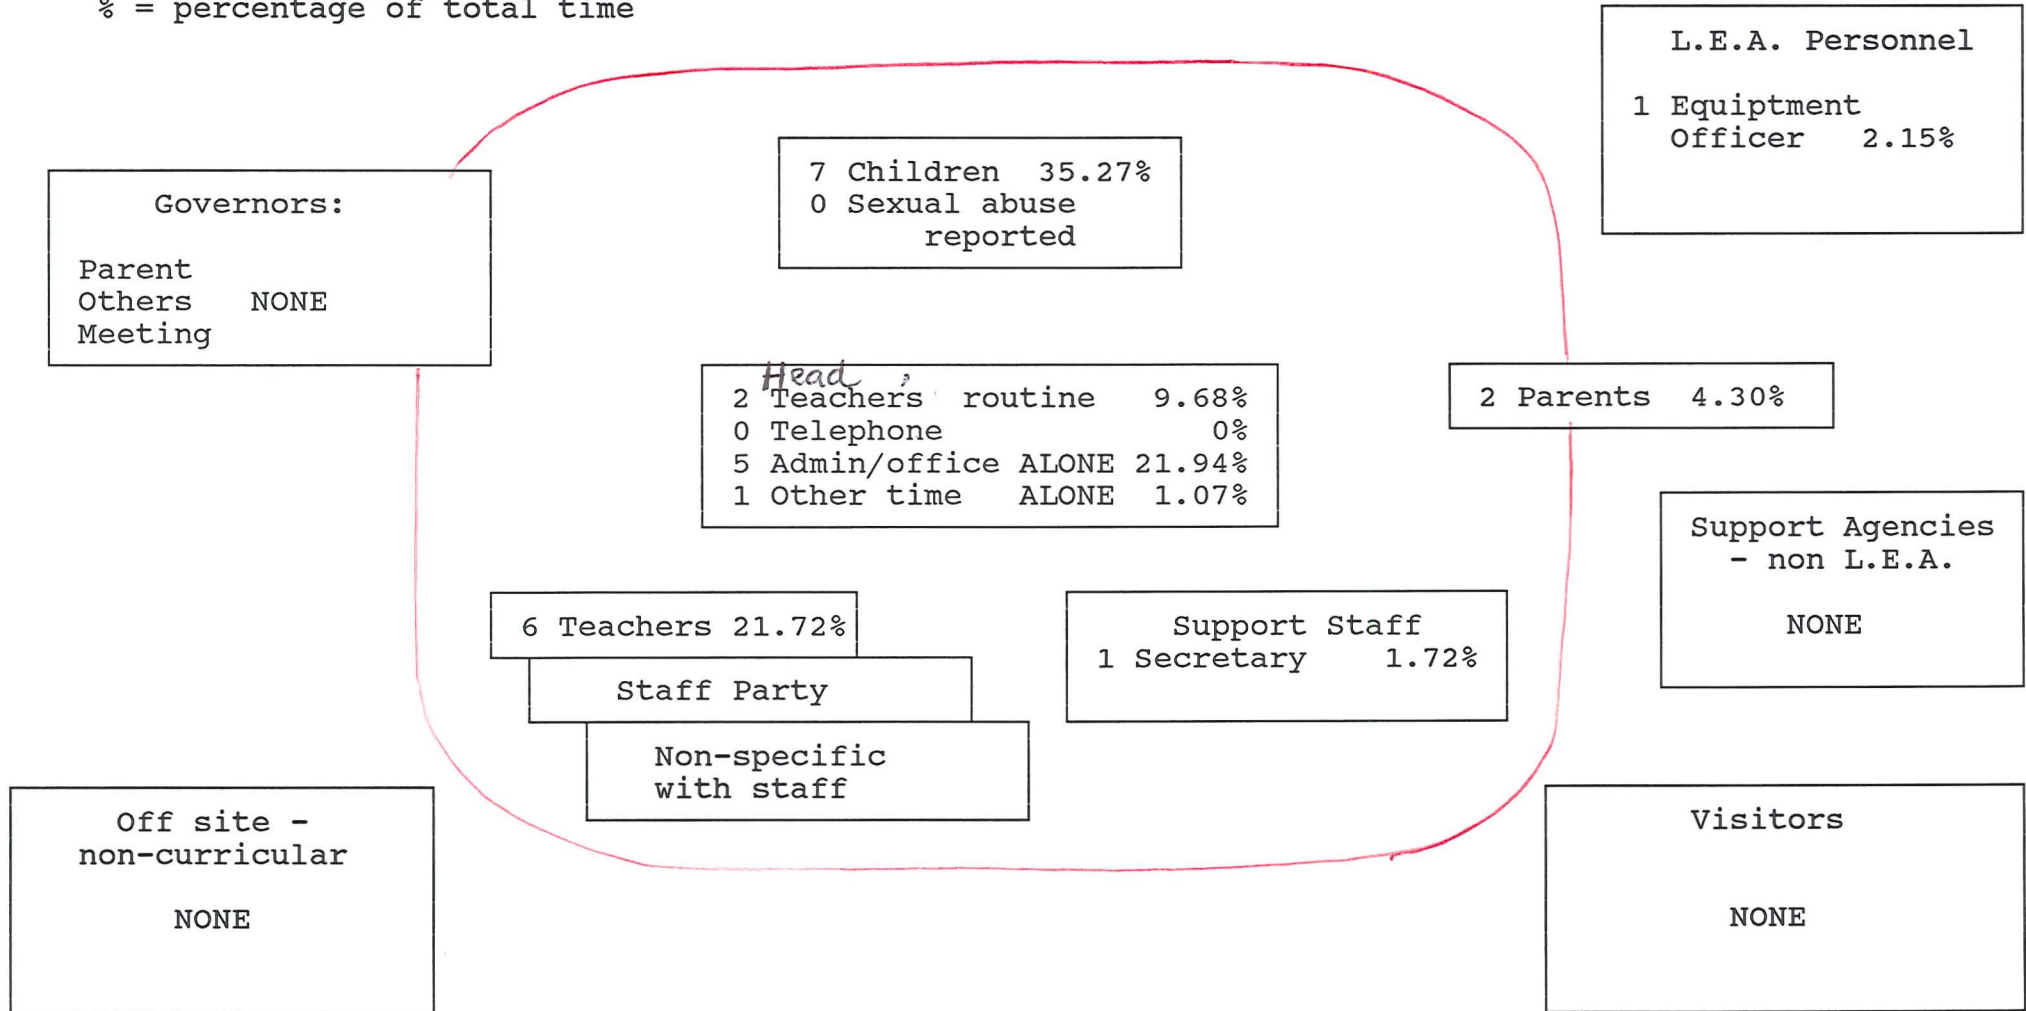 % = percentage of total time
L.E.A. Personnel
1 Equiptment
Officer 2.15%
7 Children 35.27%
0 Sexual abuse
reported
Governors:
Parent
Others NONE
Meeting
Head
2 Teachers' routine 9.68%
0 Telephone 0%
5 Admin/office ALONE 21.94%
1 Other time ALONE 1.07%
2 Parents 4.30%
Support Agencies
- non L.E.A.
NONE
6 Teachers 21.72%
Staff Party
Non-specific
with staff
Support Staff
1 Secretary 1.72%
Off site -
non-curricular
NONE
Visitors
NONE